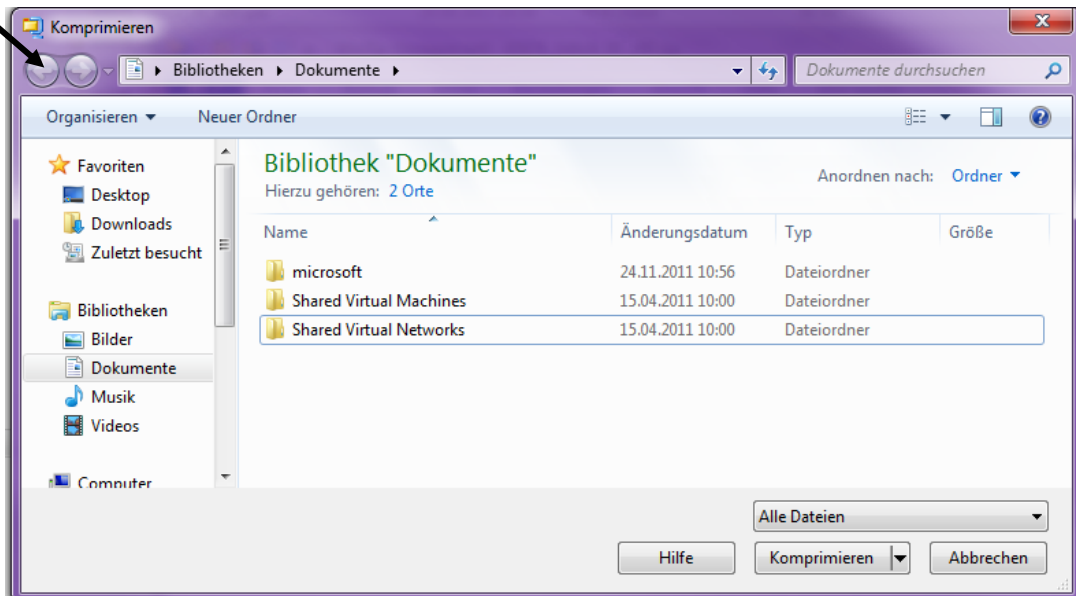 Komprimieren
Bibliotheken Dokumente
Dokumente durchsuchen
Organisieren Neuer Ordner
Favoriten
Desktop
Downloads
Zuletzt besucht
Bibliotheken
Bilder
Dokumente
Musik
Videos
Computer
Bibliothek "Dokumente"
Hierzu gehören: 2 Orte
Anordnen nach: Ordner
Name Änderungsdatum Typ Größe
microsoft 24.11.2011 10:56 Dateiordner
Shared Virtual Machines 15.04.2011 10:00 Dateiordner
Shared Virtual Networks 15.04.2011 10:00 Dateiordner
Alle Dateien
Hilfe Komprimieren Abbrechen